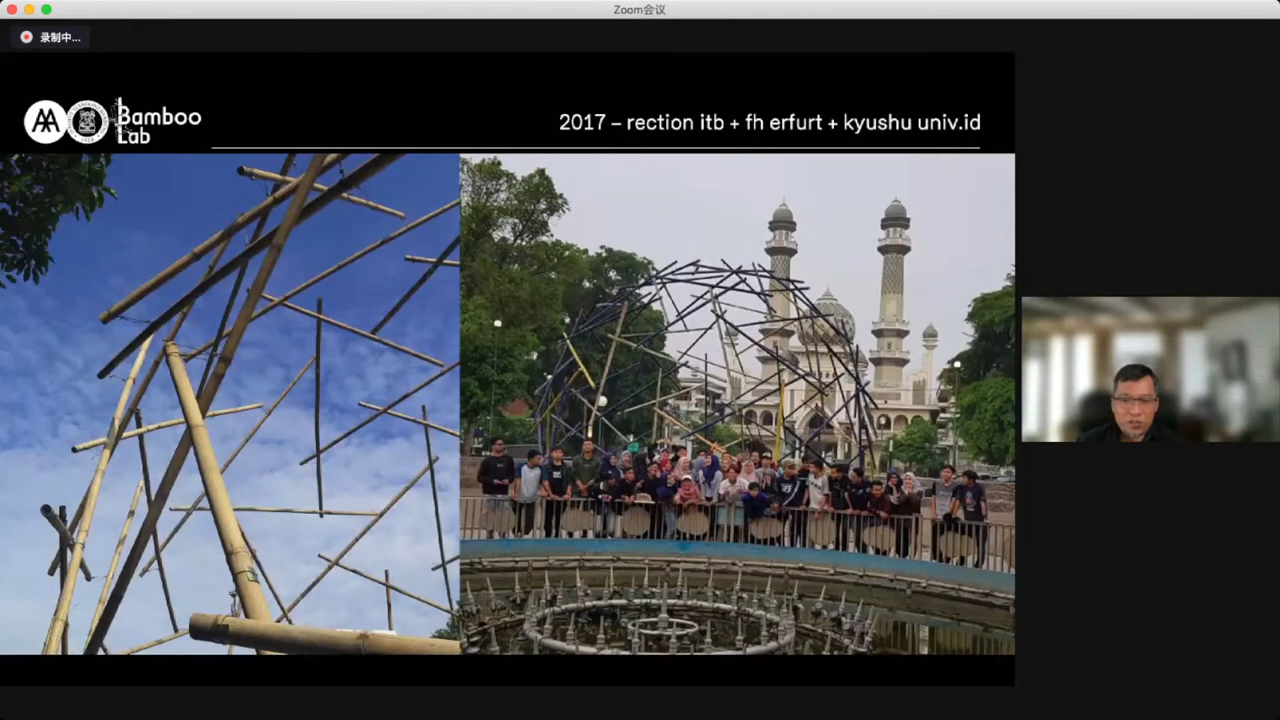 Zoom会议
录制中...
AA
Bamboo
Lab
2017 – rection itb + fh erfurt + kyushu univ.id